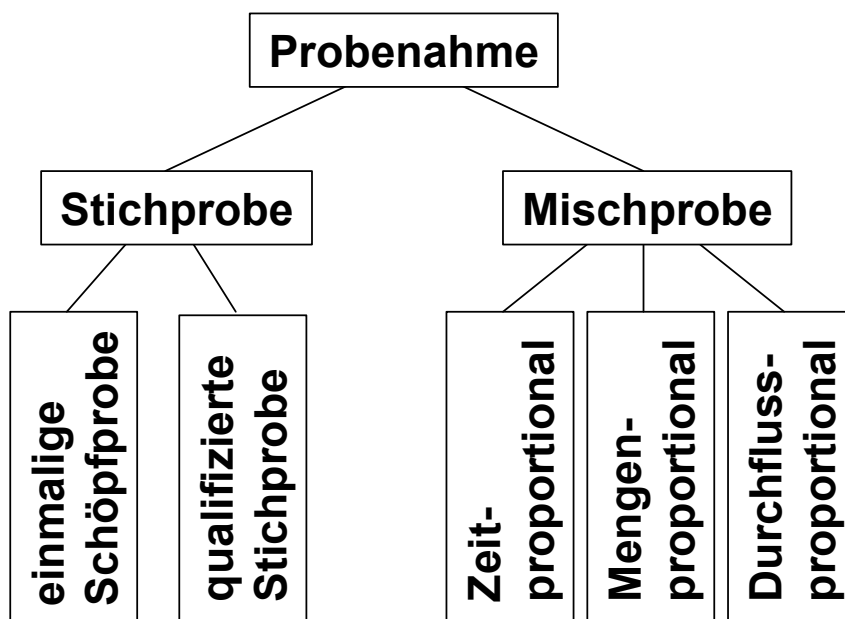 Probenahme
Stichprobe
Mischprobe
einmalige
Schöpfprobe
qualifizierte
Stichprobe
Zeit-
proportional
Mengen-
proportional
Durchfluss-
proportional